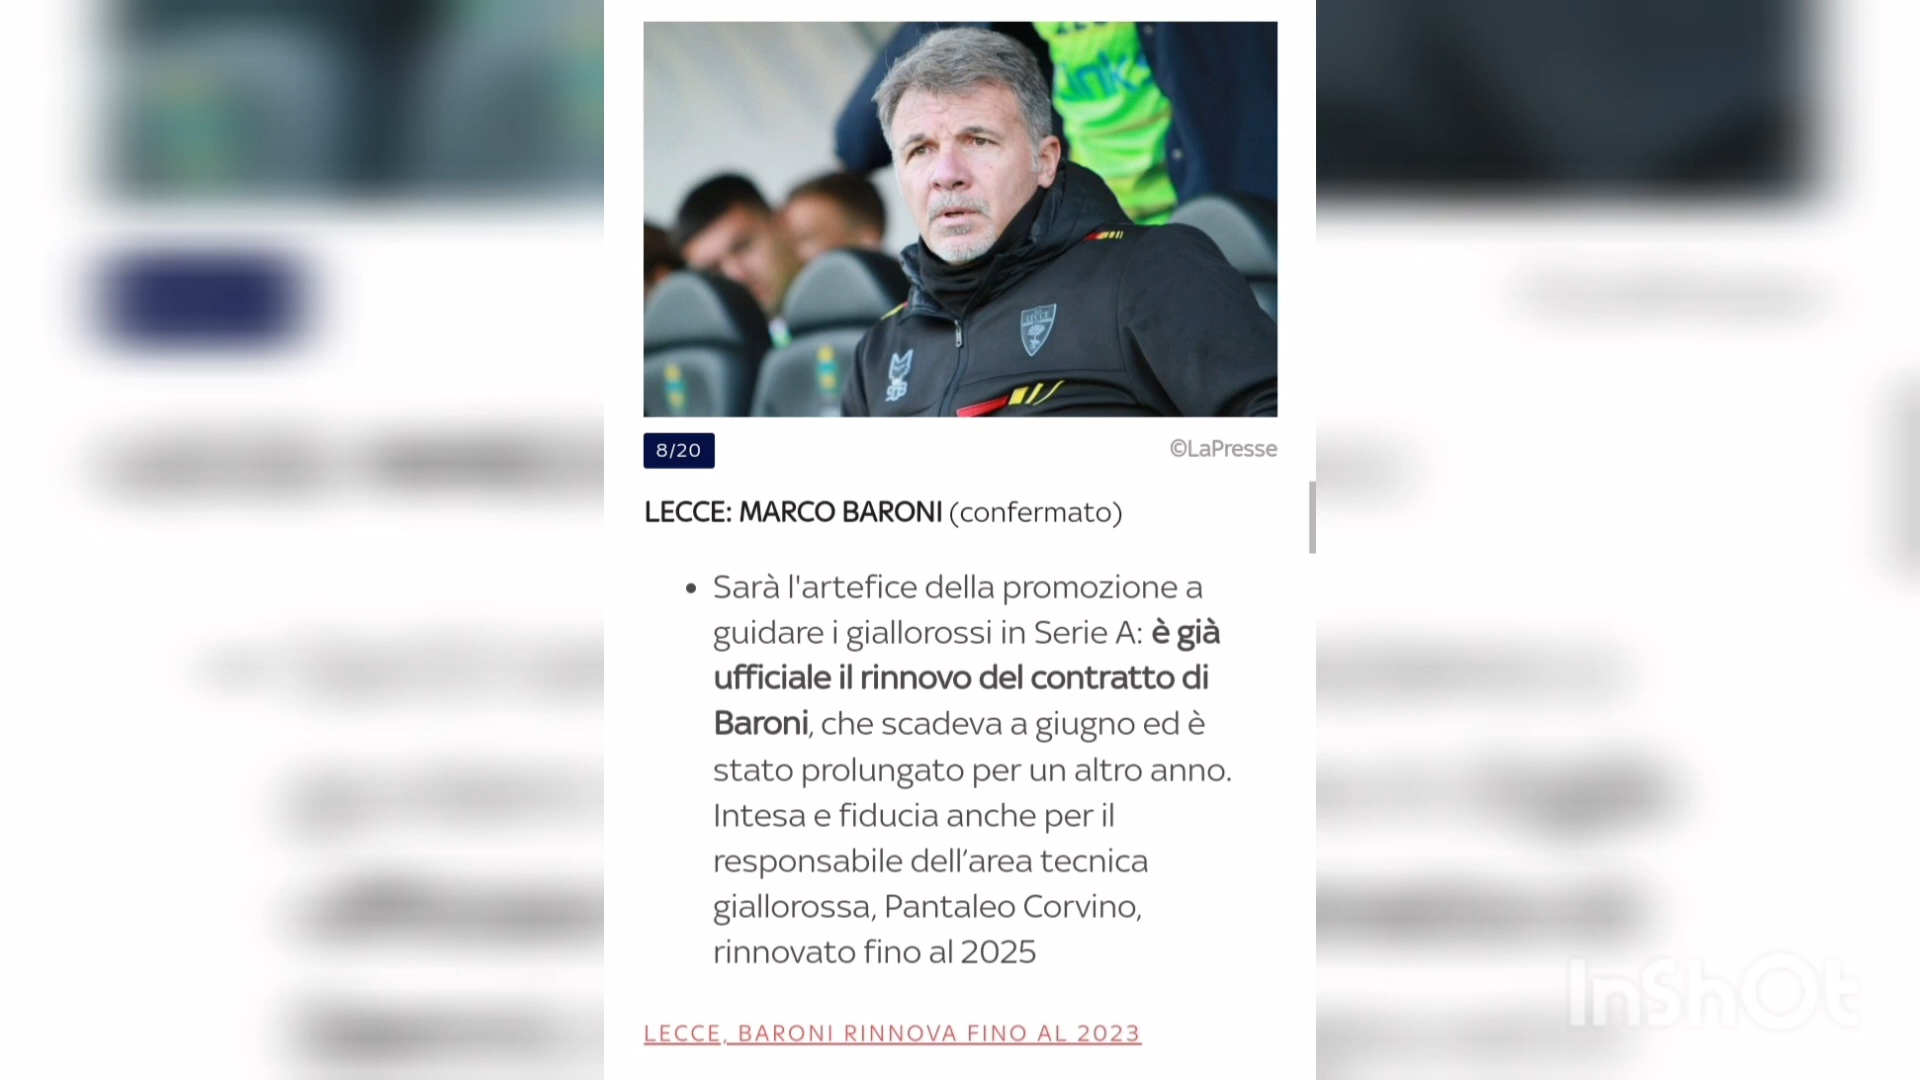 LECCE
8/20
©LaPresse
LECCE: MARCO BARONI (confermato)
• Sarà l'artefice della promozione a
guidare i giallorossi in Serie A: è già
ufficiale il rinnovo del contratto di
Baroni, che scadeva a giugno ed è
stato prolungato per un altro anno.
Intesa e fiducia anche per il
responsabile dell’area tecnica
giallorossa, Pantaleo Corvino,
rinnovato fino al 2025
LECCE, BARONI RINNOVA FINO AL 2023
InShOt